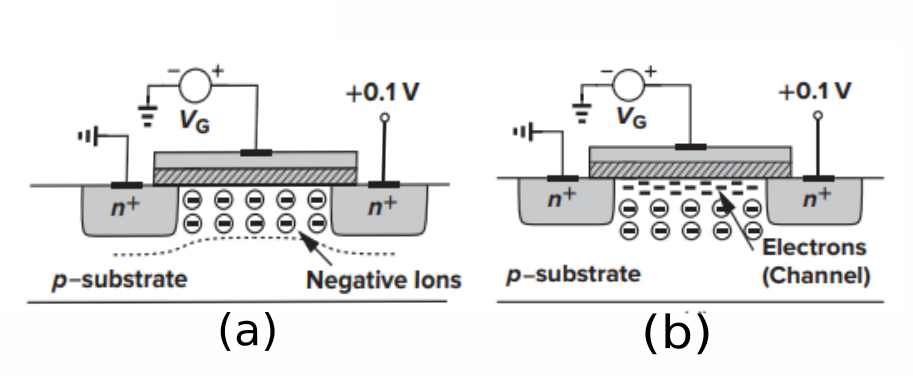 − +
V_G
+0.1 V
n+
n+
p−substrate
Negative Ions
(a)
− +
V_G
+0.1 V
n+
n+
Electrons
(Channel)
p−substrate
(b)